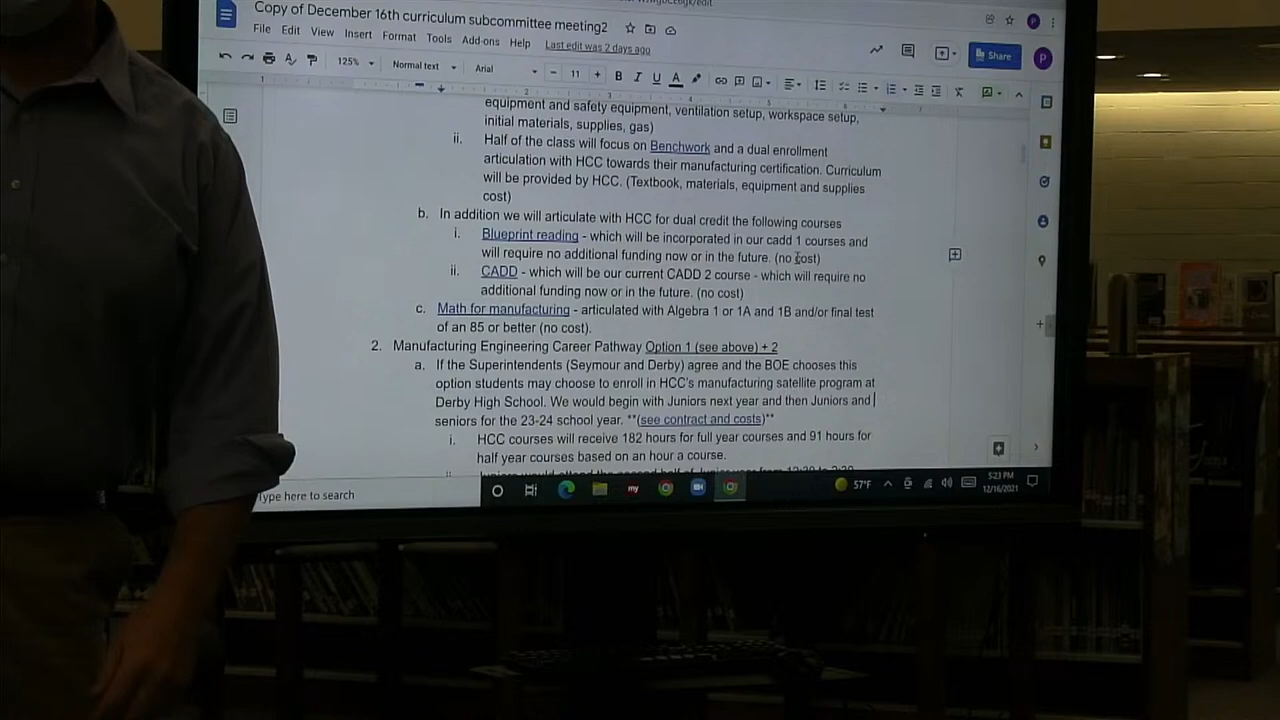 Copy of December 16th curriculum subcommittee meeting2
File Edit View Insert Format Tools Add-ons Help Last edit was 2 days ago
Share
P
125% Normal text Arial 11 B I U A
equipment and safety equipment, ventilation setup, workspace setup,
initial materials, supplies, gas)
ii. Half of the class will focus on Benchwork and a dual enrollment
articulation with HCC towards their manufacturing certification. Curriculum
will be provided by HCC. (Textbook, materials, equipment and supplies
cost)
b. In addition we will articulate with HCC for dual credit the following courses
i. Blueprint reading - which will be incorporated in our cadd 1 courses and
will require no additional funding now or in the future. (no cost)
ii. CADD - which will be our current CADD 2 course - which will require no
additional funding now or in the future. (no cost)
c. Math for manufacturing - articulated with Algebra 1 or 1A and 1B and/or final test
of an 85 or better (no cost).
2. Manufacturing Engineering Career Pathway Option 1 (see above) + 2
a. If the Superintendents (Seymour and Derby) agree and the BOE chooses this
option students may choose to enroll in HCC's manufacturing satellite program at
Derby High School. We would begin with Juniors next year and then Juniors and
seniors for the 23-24 school year. **(see contract and costs)**
i. HCC courses will receive 182 hours for full year courses and 91 hours for
half year courses based on an hour a course.
Type here to search
my
57°F
5:23 PM
12/16/2021